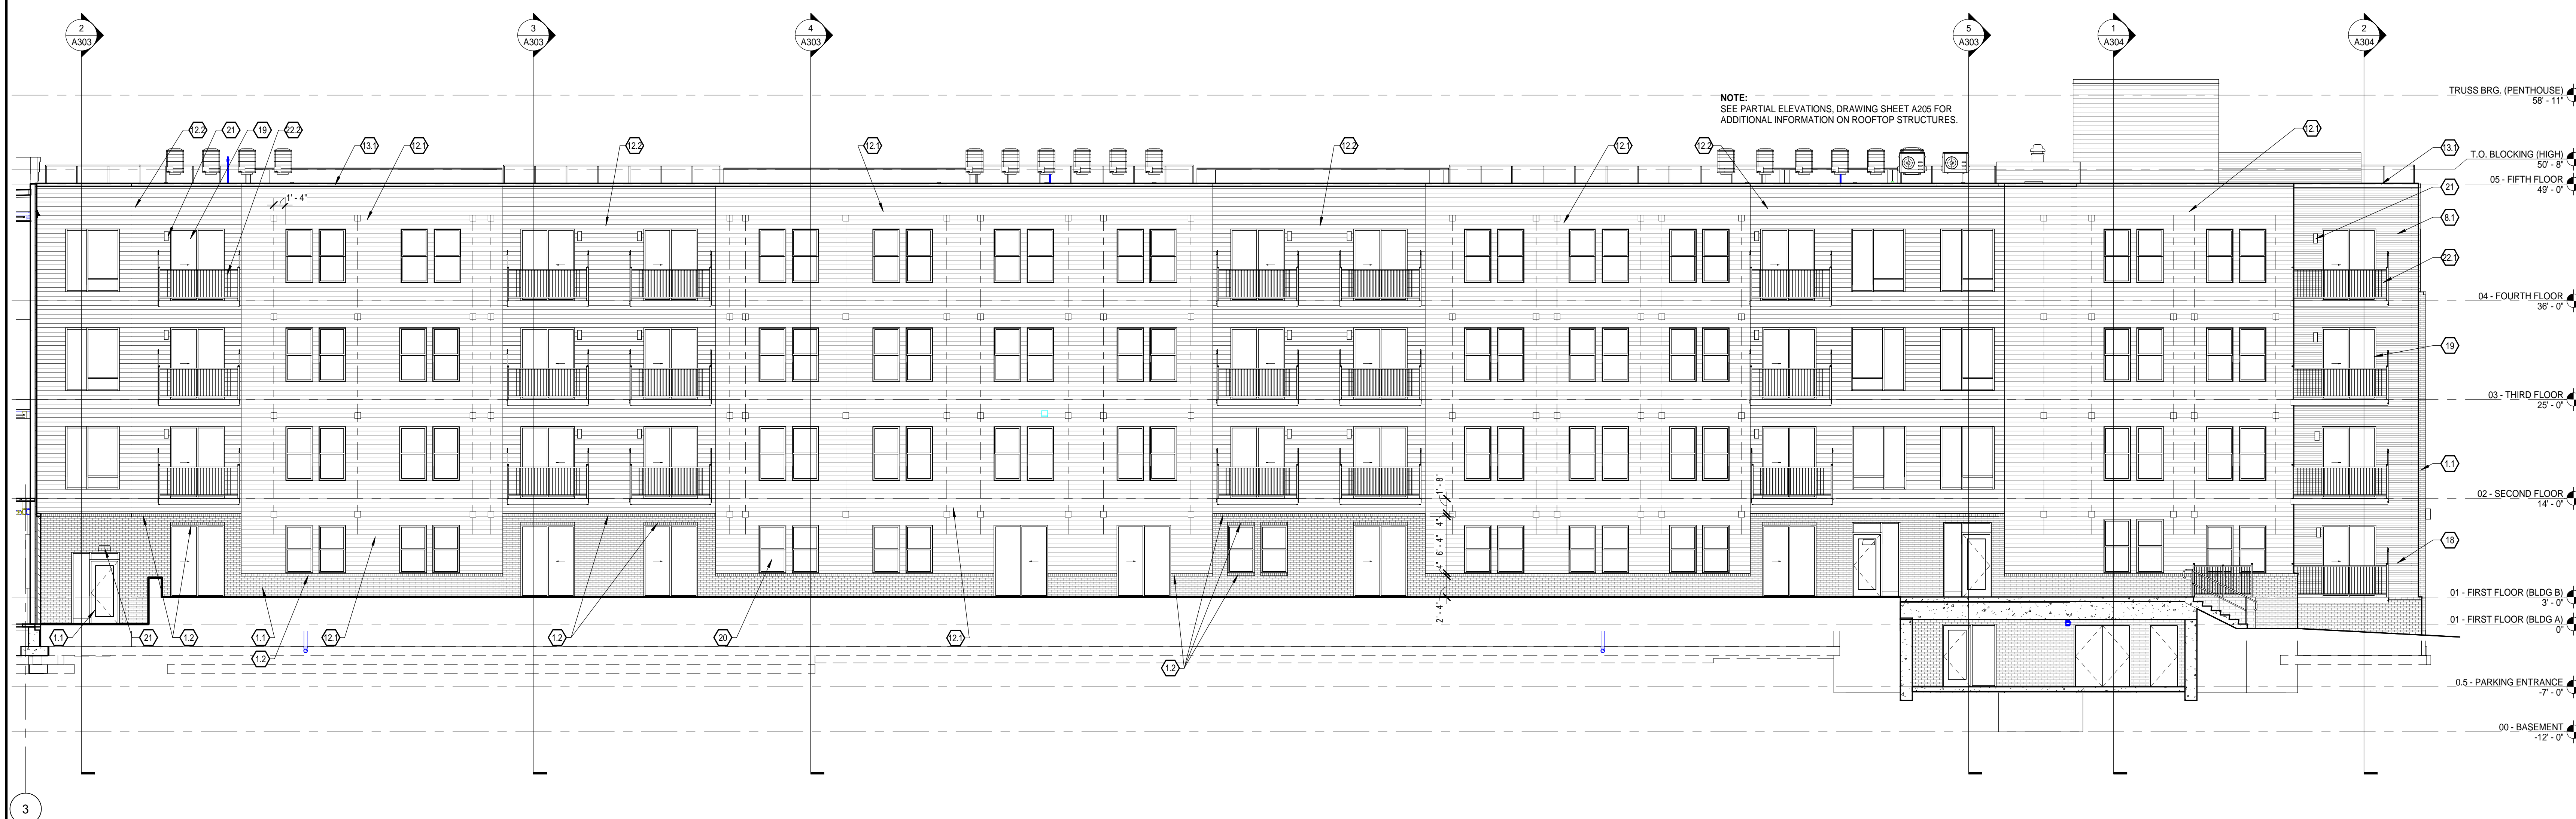 2
A303
3
A303
4
A303
5
A303
1
A304
2
A304
NOTE:
SEE PARTIAL ELEVATIONS, DRAWING SHEET A205 FOR
ADDITIONAL INFORMATION ON ROOFTOP STRUCTURES.
TRUSS BRG. (PENTHOUSE)
58' - 11"
12.2
21
19
22.2
13.1
12.1
12.2
12.1
12.2
12.1
12.2
12.1
13.1
T.O. BLOCKING (HIGH)
50' - 8"
05 - FIFTH FLOOR
49' - 0"
21
1' - 4"
8.1
22.1
04 - FOURTH FLOOR
36' - 0"
19
03 - THIRD FLOOR
25' - 0"
1.1
02 - SECOND FLOOR
14' - 0"
1' - 8"
4"
6' - 4"
4"
2' - 4"
18
01 - FIRST FLOOR (BLDG B)
3' - 0"
01 - FIRST FLOOR (BLDG A)
0"
1.1
21
1.2
1.1
12.1
1.2
20
12.1
1.2
1.2
0.5 - PARKING ENTRANCE
-7' - 0"
00 - BASEMENT
-12' - 0"
3